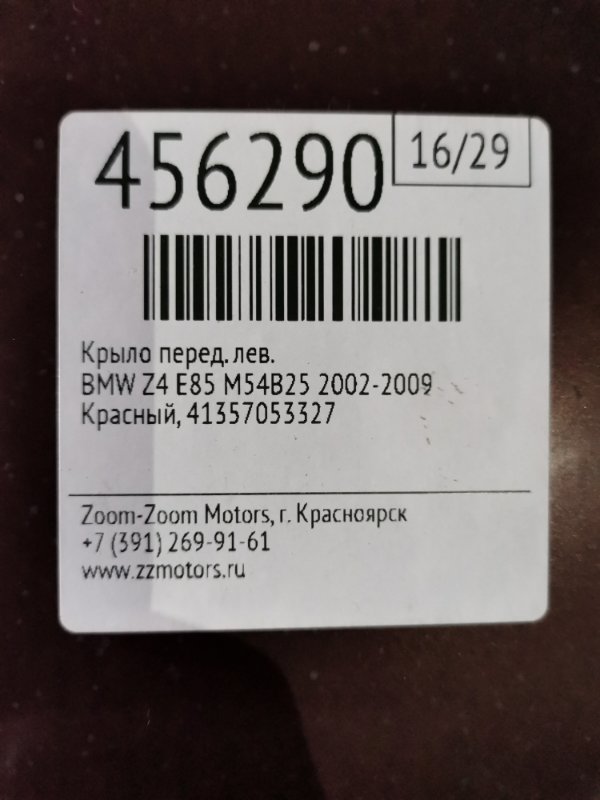 456290
16/29
Крыло перед. лев.
BMW Z4 E85 M54B25 2002-2009
Красный, 41357053327
Zoom-Zoom Motors, г. Красноярск
+7 (391) 269-91-61
www.zzmotors.ru